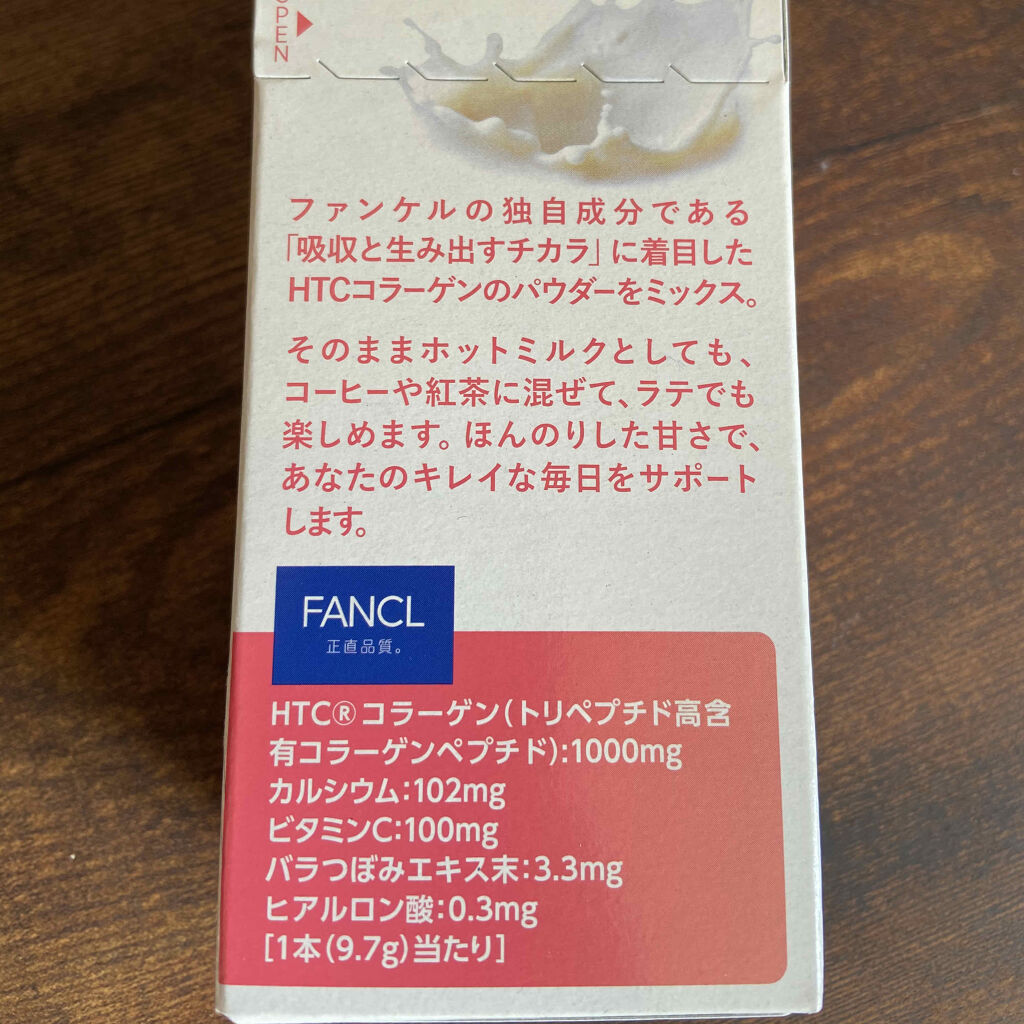 OPEN
ファンケルの独自成分である
「吸収と生み出すチカラ」に着目した
HTCコラーゲンのパウダーをミックス。
そのままホットミルクとしても、
コーヒーや紅茶に混ぜて、ラテでも
楽しめます。ほんのりした甘さで、
あなたのキレイな毎日をサポート
します。
FANCL
正直品質。
HTC® コラーゲン(トリペプチド高含
有コラーゲンペプチド):1000mg
カルシウム:102mg
ビタミンC:100mg
バラつぼみエキス末:3.3mg
ヒアルロン酸:0.3mg
[1本(9.7g)当たり]